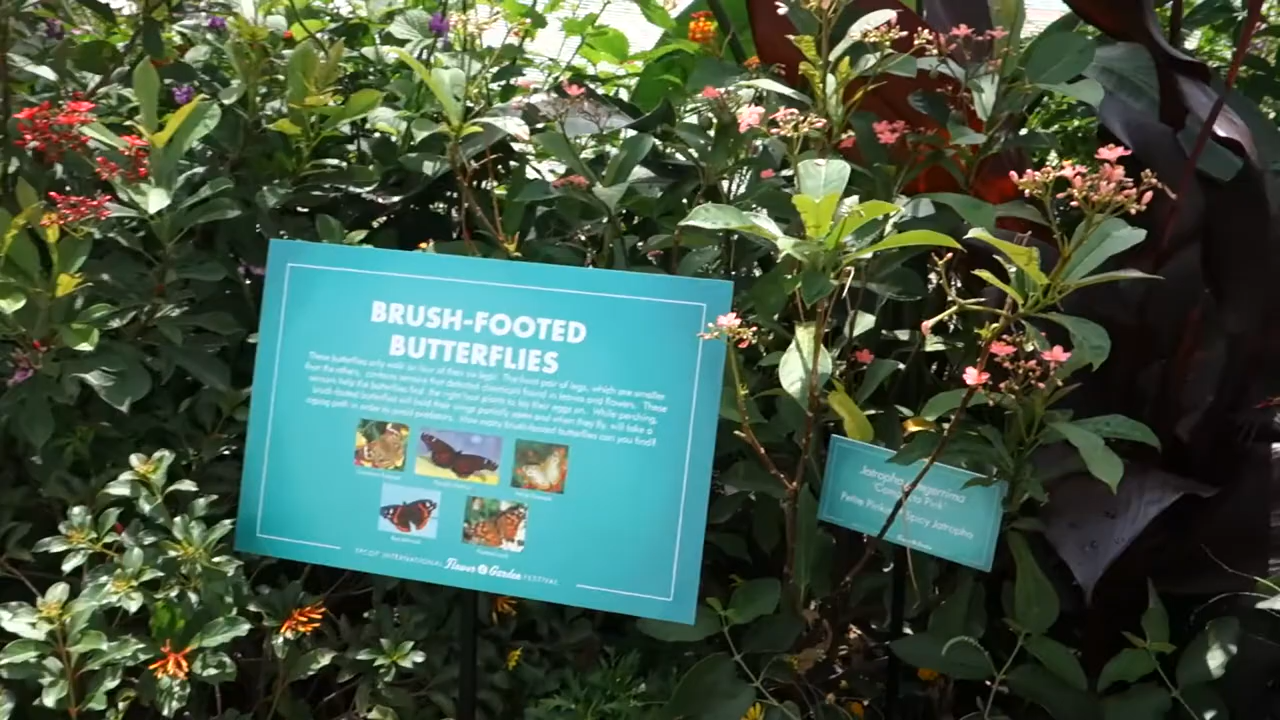 BRUSH-FOOTED
BUTTERFLIES
These butterflies only walk on four of their six legs. The front pair of legs, which are smaller
than the others, contains sensors that detect chemicals found in leaves and flowers. These
sensors help the butterflies find the right host plants to lay their eggs on. While perching,
brush-footed butterflies will hold their wings partially open and when they fly, will take a
zigzag path in order to avoid predators. How many brush-footed butterflies can you find?
EPCOT INTERNATIONAL Flower & Garden FESTIVAL
Jatropha
'Compacta Pink'
Petite Pink Spicy Jatropha